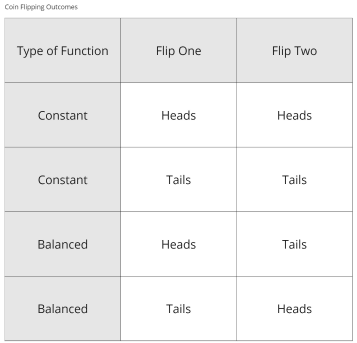 Coin Flipping Outcomes
Type of Function Flip One Flip Two
Constant Heads Heads
Constant Tails Tails
Balanced Heads Tails
Balanced Tails Heads